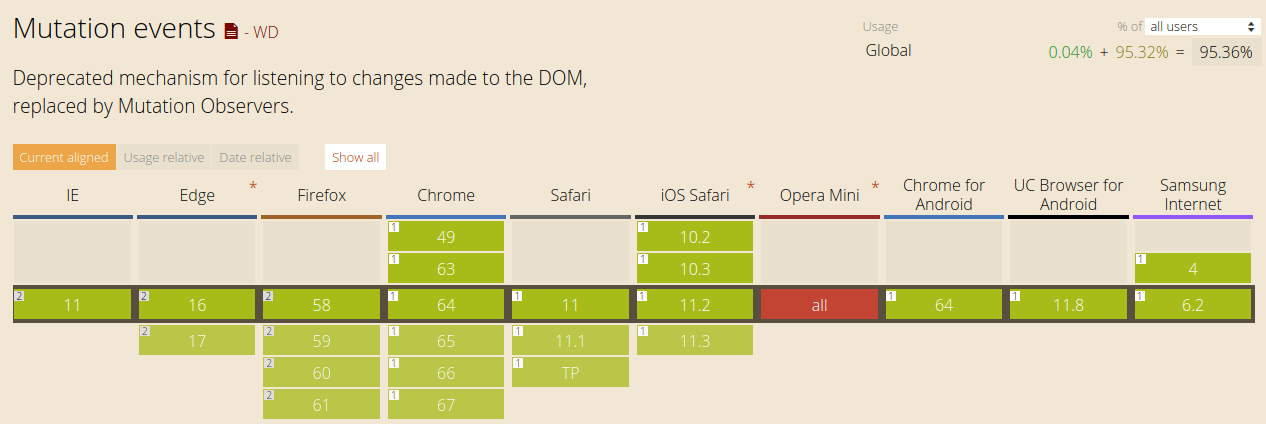 Mutation events - WD
Usage % of all users
Global 0.04% + 95.32% = 95.36%
Deprecated mechanism for listening to changes made to the DOM,
replaced by Mutation Observers.
Current aligned Usage relative Date relative Show all
IE Edge * Firefox Chrome Safari iOS Safari * Opera Mini * Chrome for Android UC Browser for Android Samsung Internet
1 49 1 10.2
1 63 1 10.3 1 4
2 11 2 16 2 58 1 64 1 11 1 11.2 all 1 64 1 11.8 1 6.2
2 17 2 59 1 65 1 11.1 1 11.3
2 60 1 66 1 TP
2 61 1 67